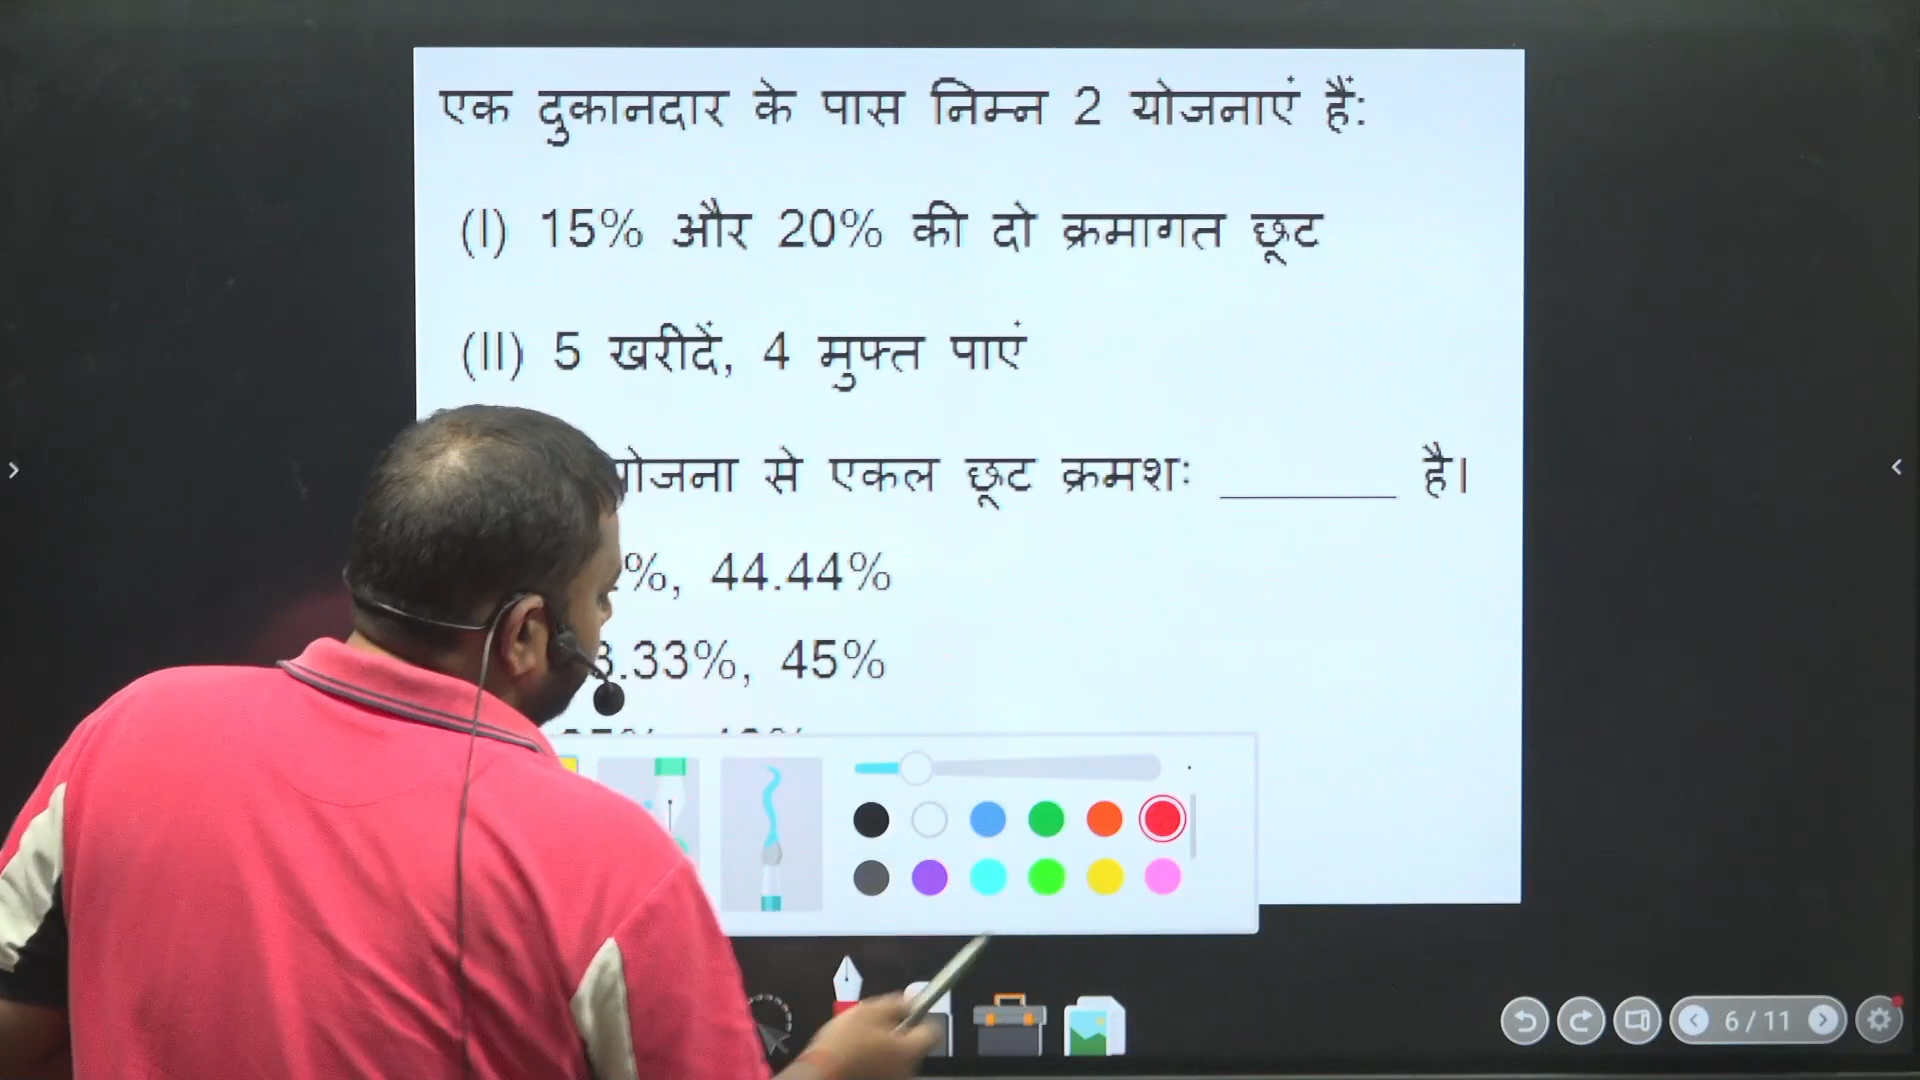 एक दुकानदार के पास निम्न 2 योजनाएं हैं:
(I) 15% और 20% की दो क्रमागत छूट
(II) 5 खरीदें, 4 मुफ्त पाएं
योजना से एकल छूट क्रमशः ______ है।
%, 44.44%
.33%, 45%
6/11